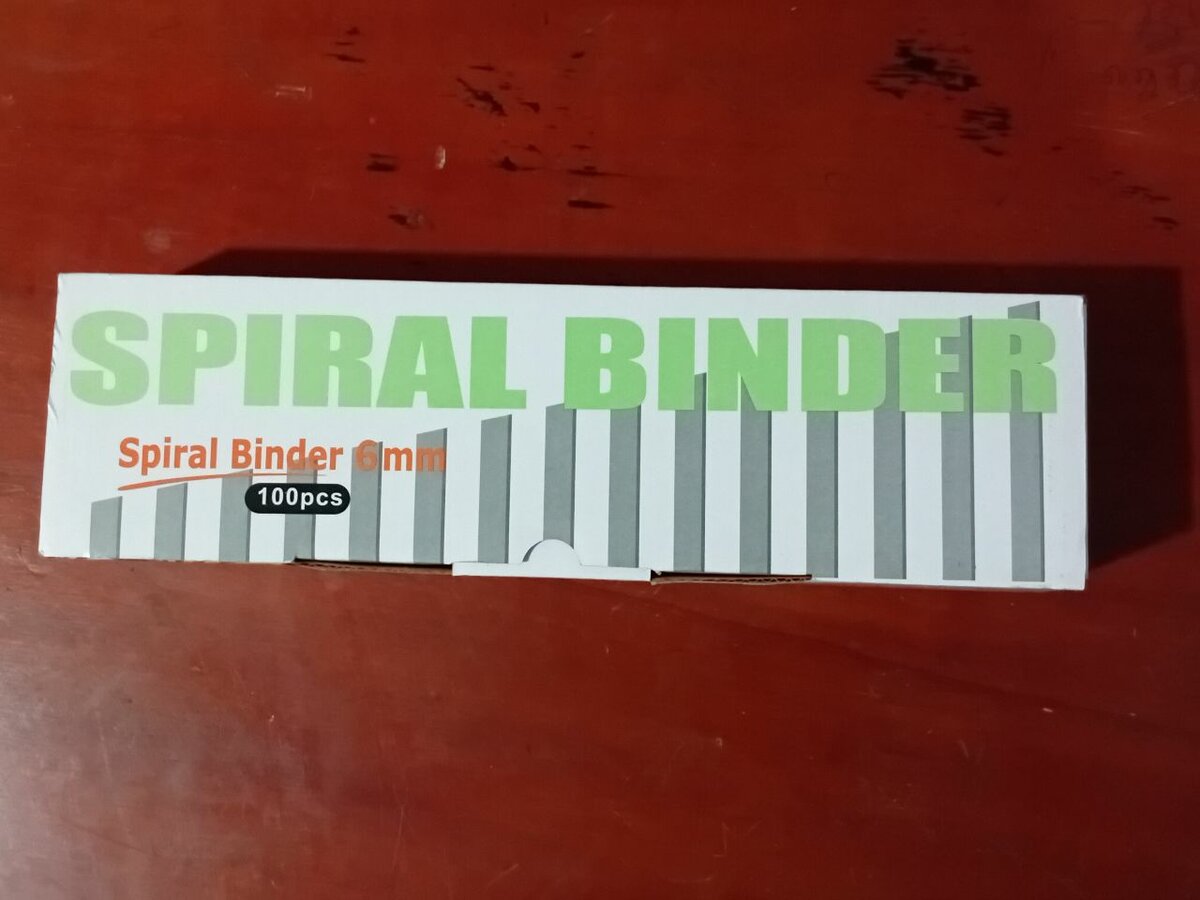 SPIRAL BINDER
Spiral Binder 6mm
100pcs